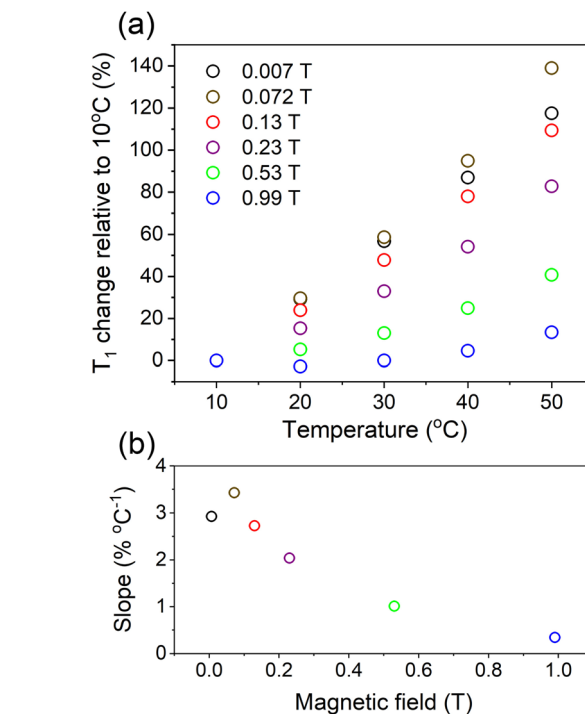 (a)
T₁ change relative to 10°C (%)
140
120
100
80
60
40
20
0
0.007 T
0.072 T
0.13 T
0.23 T
0.53 T
0.99 T
10 20 30 40 50
Temperature (°C)
(b)
Slope (% °C⁻¹)
4
3
2
1
0
0.0 0.2 0.4 0.6 0.8 1.0
Magnetic field (T)